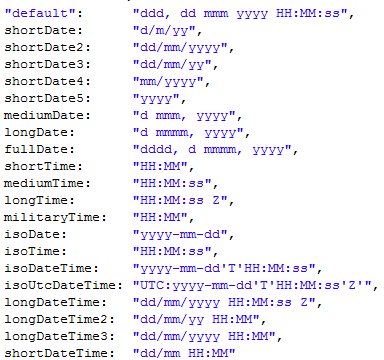 "default": "ddd, dd mmm yyyy HH:MM:ss",
shortDate: "d/m/yy",
shortDate2: "dd/mm/yyyy",
shortDate3: "dd/mm/yy",
shortDate4: "mm/yyyy",
shortDate5: "yyyy",
mediumDate: "d mmm, yyyy",
longDate: "d mmmm, yyyy",
fullDate: "dddd, d mmmm, yyyy",
shortTime: "HH:MM",
mediumTime: "HH:MM:ss",
longTime: "HH:MM:ss Z",
militaryTime: "HH:MM",
isoDate: "yyyy-mm-dd",
isoTime: "HH:MM:ss",
isoDateTime: "yyyy-mm-dd'T'HH:MM:ss",
isoUtcDateTime: "UTC:yyyy-mm-dd'T'HH:MM:ss'Z'",
longDateTime: "dd/mm/yyyy HH:MM:ss Z",
longDateTime2: "dd/mm/yy HH:MM",
longDateTime3: "dd/mm/yyyy HH:MM",
shortDateTime: "dd/mm HH:MM"